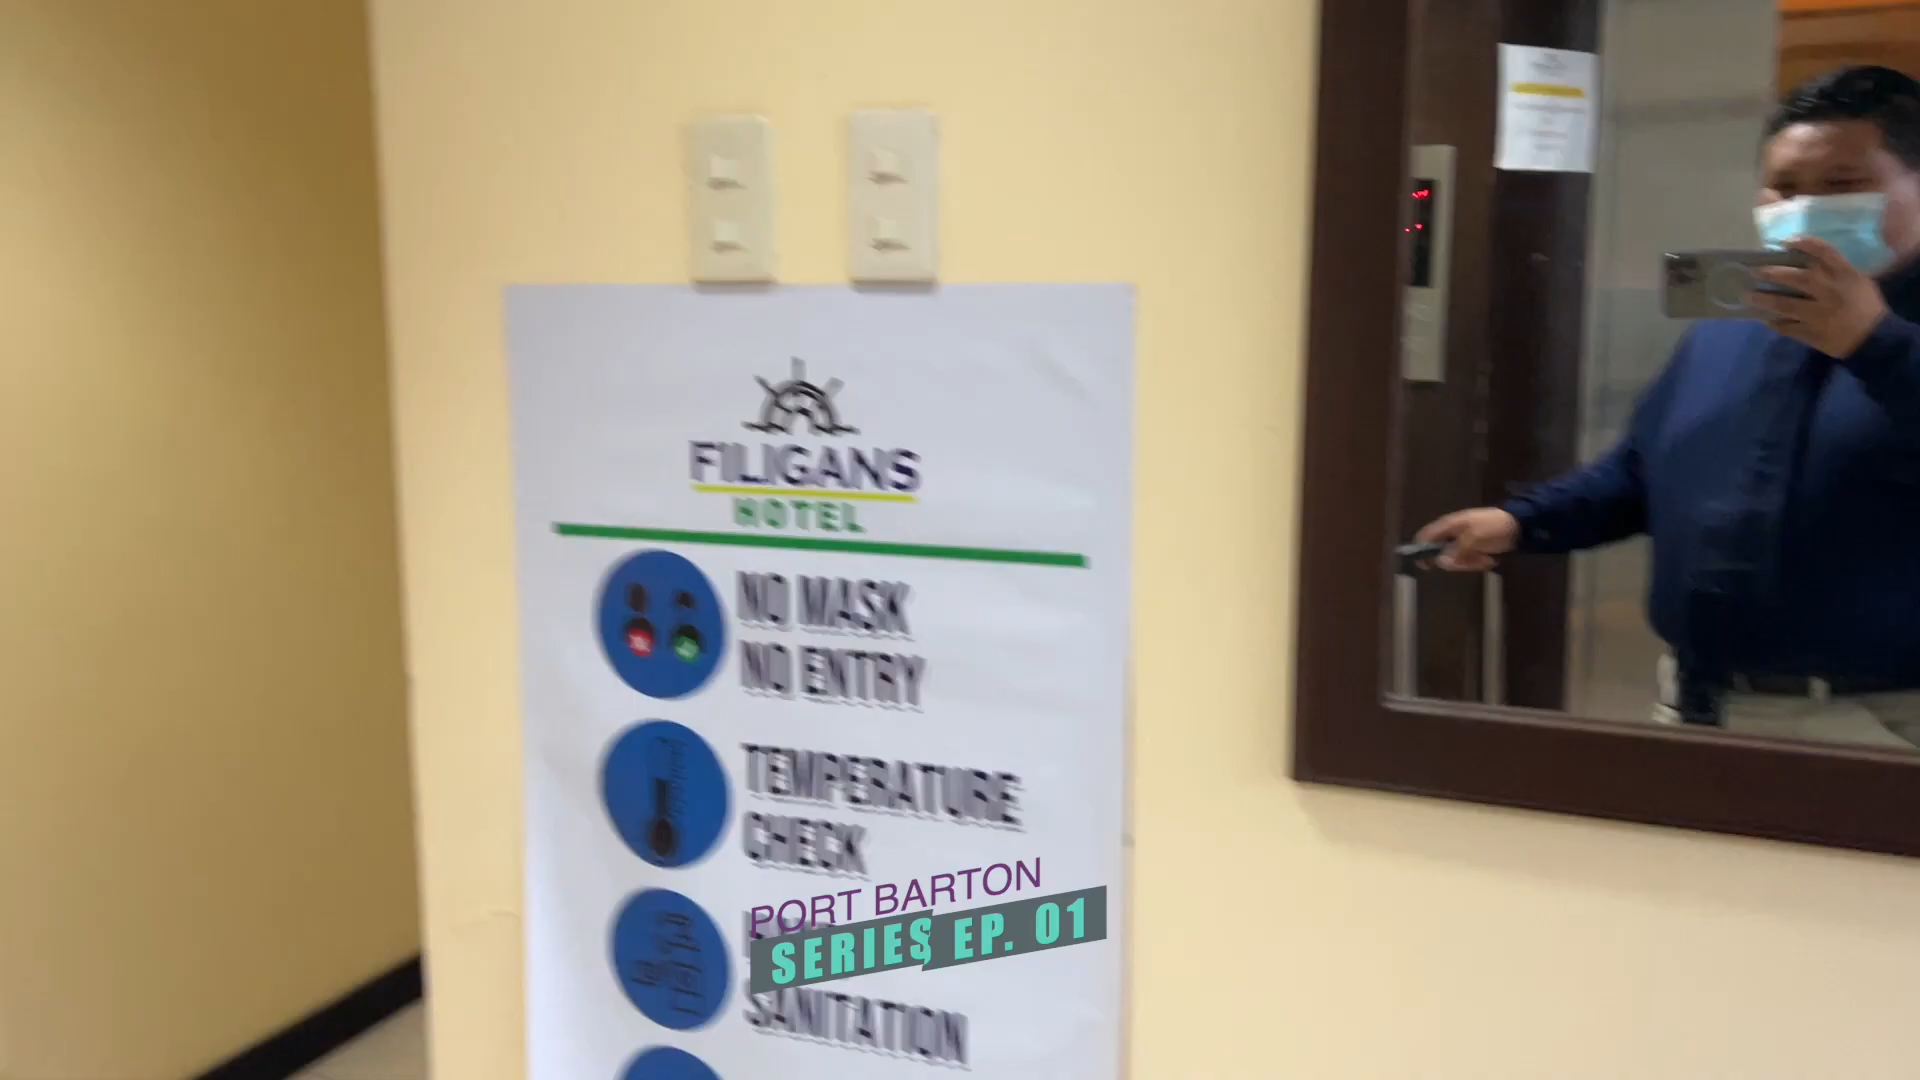 FILIGANS
HOTEL
NO MASK
NO ENTRY
TEMPERATURE
CHECK
PORT BARTON
SERIES EP. 01
SANITATION